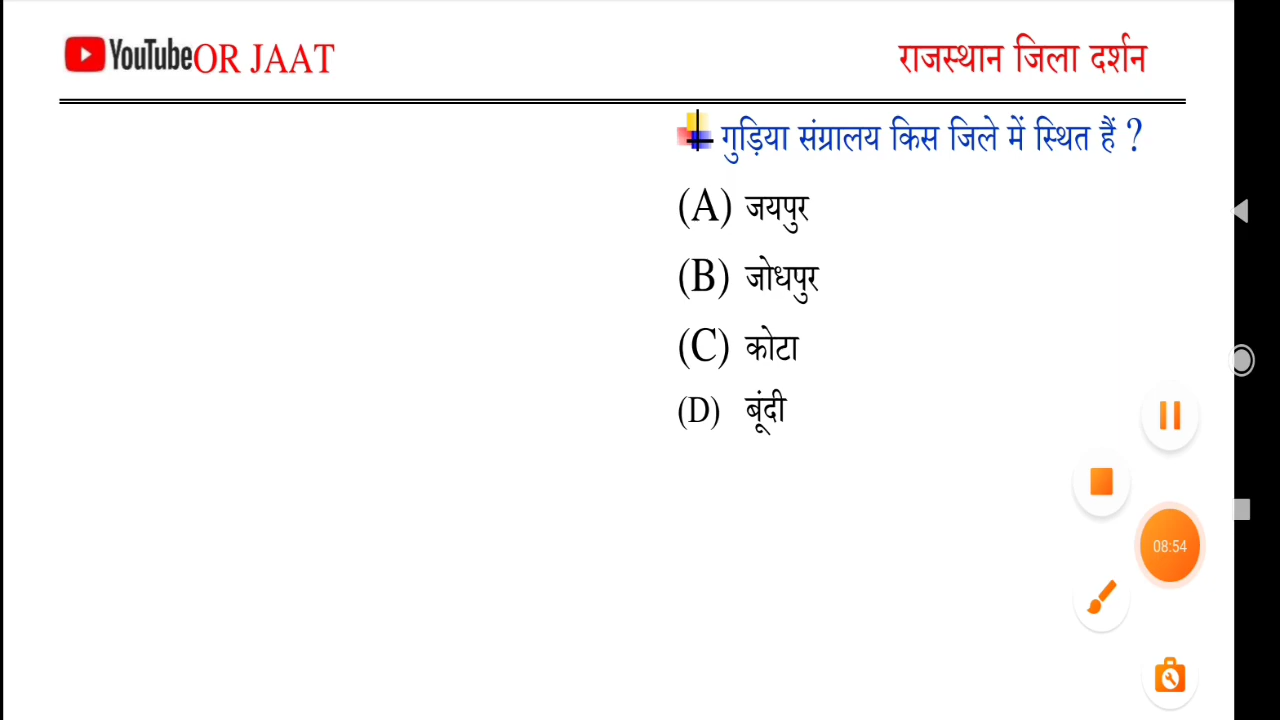 YouTube OR JAAT
राजस्थान जिला दर्शन
गुड़िया संग्रालय किस जिले में स्थित हैं ?
(A) जयपुर
(B) जोधपुर
(C) कोटा
(D) बूंदी
08:54